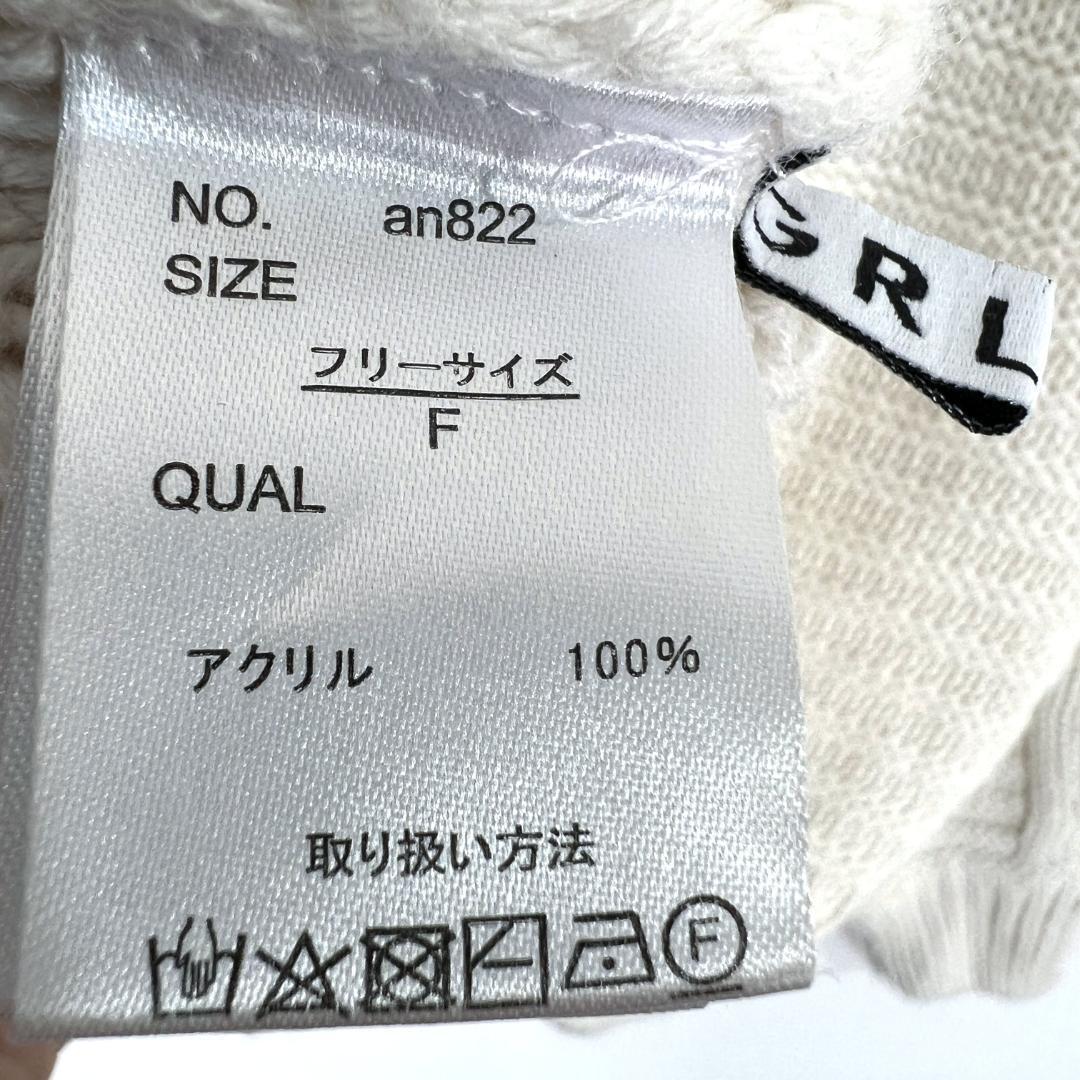 NO. an822
SIZE
フリーサイズ
F
QUAL
アクリル 100%
取り扱い方法
F
GRL